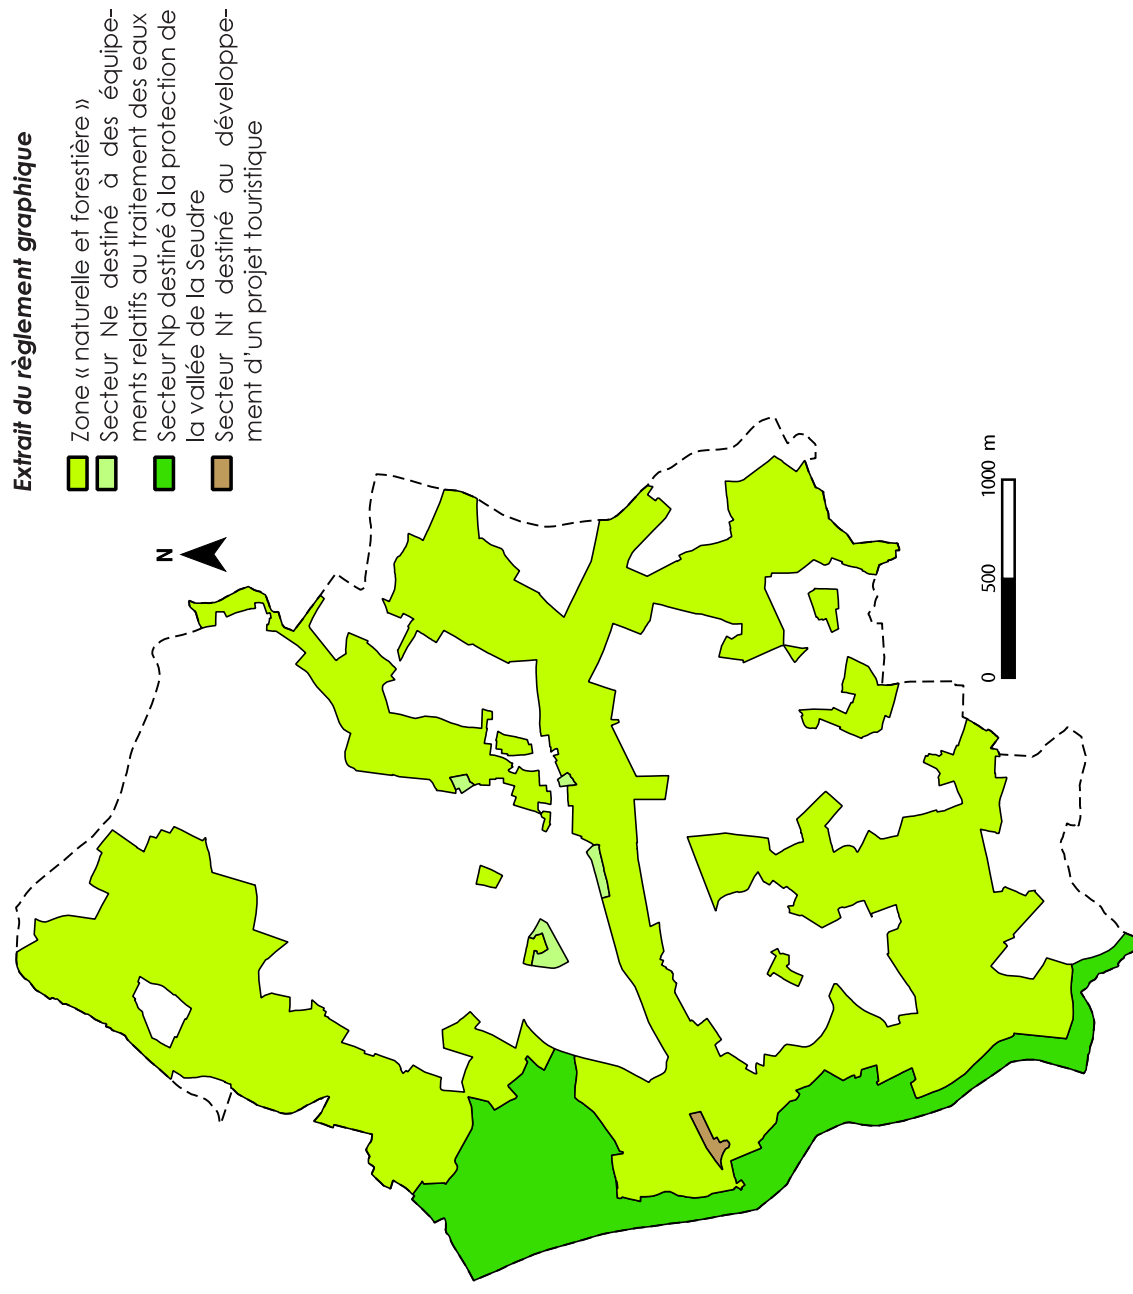 Extrait du règlement graphique
Zone « naturelle et forestière »
Secteur Ne destiné à des équipe-
ments relatifs au traitement des eaux
Secteur Np destiné à la protection de
la vallée de la Seudre
Secteur Nt destiné au développe-
ment d’un projet touristique
N
0 500 1000 m